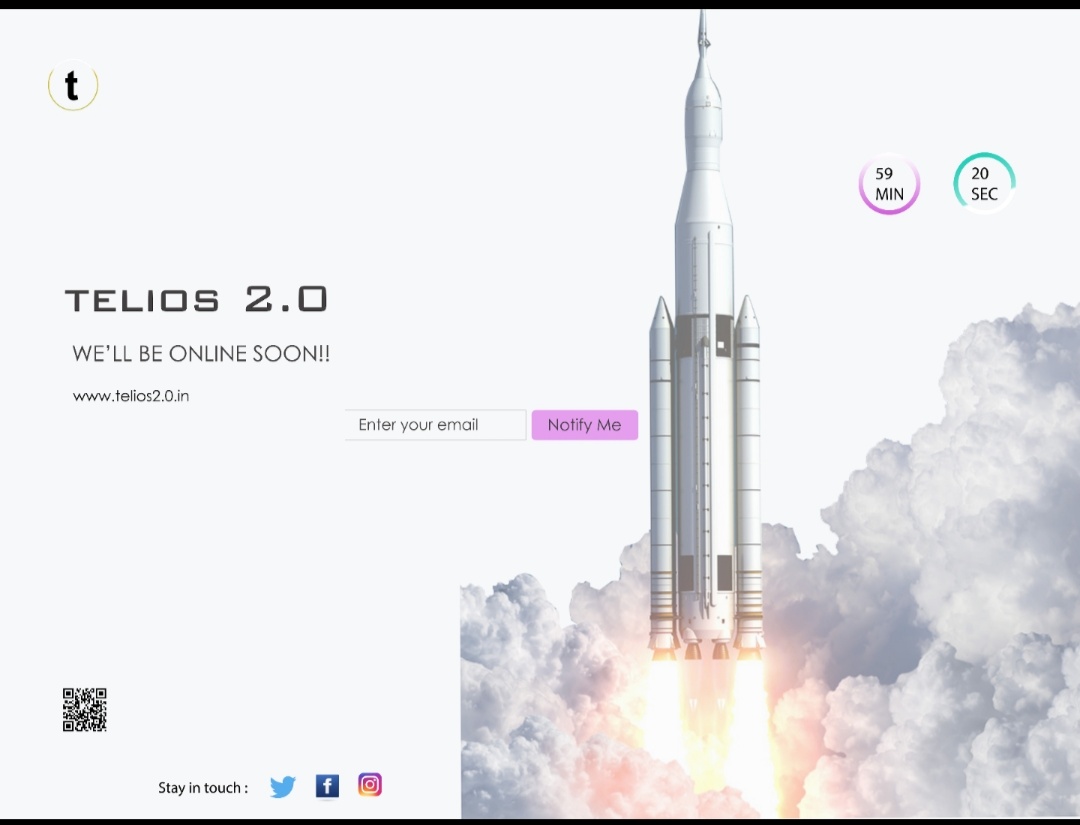 t
59
MIN
20
SEC
TELIOS 2.0
WE'LL BE ONLINE SOON!!
www.telios2.0.in
Enter your email
Notify Me
Stay in touch :
f